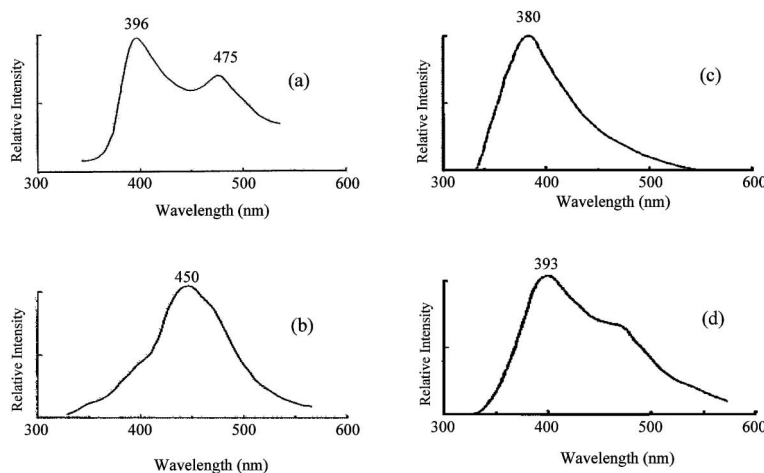 396
475
(a)
Relative Intensity
300
400
500
600
Wavelength (nm)
380
(c)
Relative Intensity
300
400
500
600
Wavelength (nm)
450
(b)
Relative Intensity
300
400
500
600
Wavelength (nm)
393
(d)
Relative Intensity
300
400
500
600
Wavelength (nm)